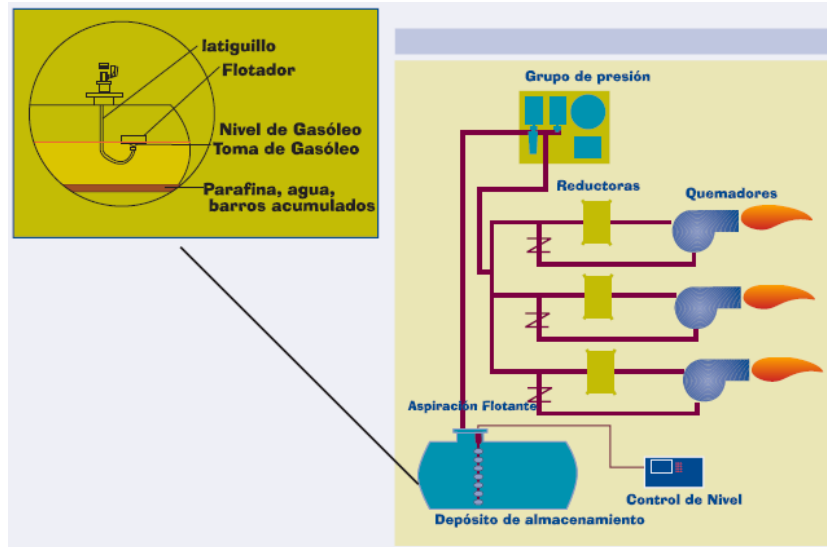 latiguillo
Flotador
Nivel de Gasóleo
Toma de Gasóleo
Parafina, agua,
barros acumulados
Grupo de presión
Reductoras
Quemadores
Aspiración Flotante
Control de Nivel
Depósito de almacenamiento